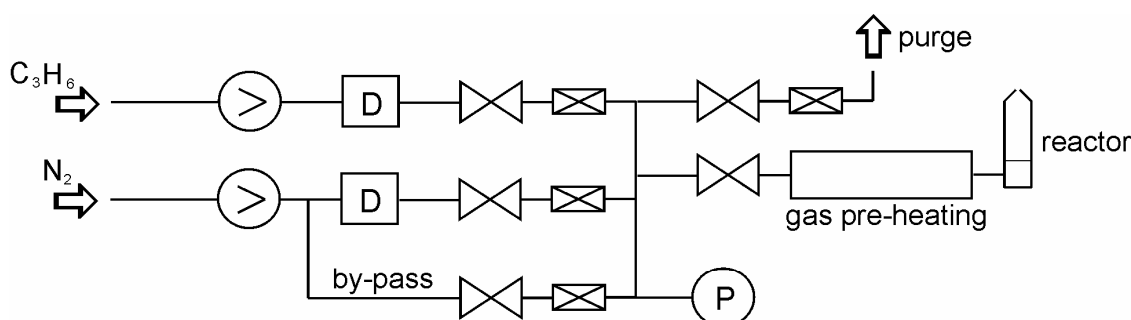 purge
C₃H₆
D
reactor
N₂
D
gas pre-heating
by-pass
P